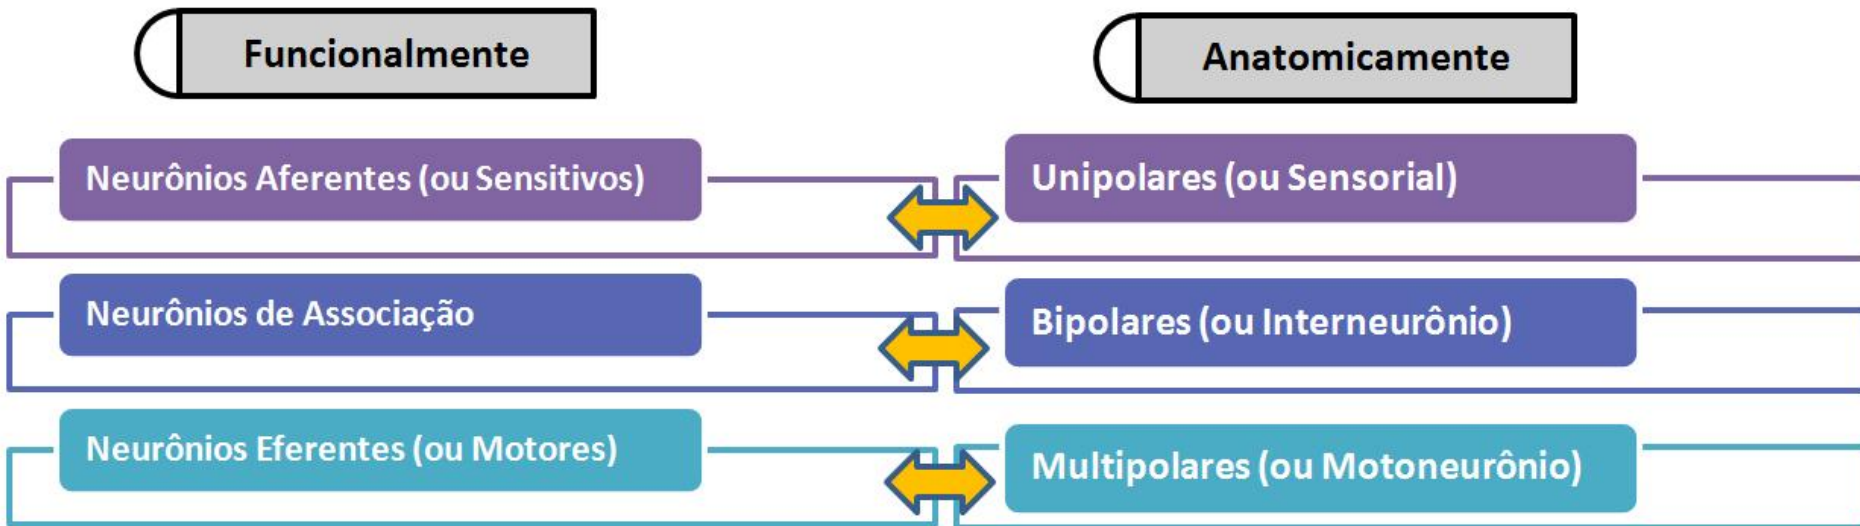 Funcionalmente
Anatomicamente
Neurônios Aferentes (ou Sensitivos)
Unipolares (ou Sensorial)
Neurônios de Associação
Bipolares (ou Interneurônio)
Neurônios Eferentes (ou Motores)
Multipolares (ou Motoneurônio)